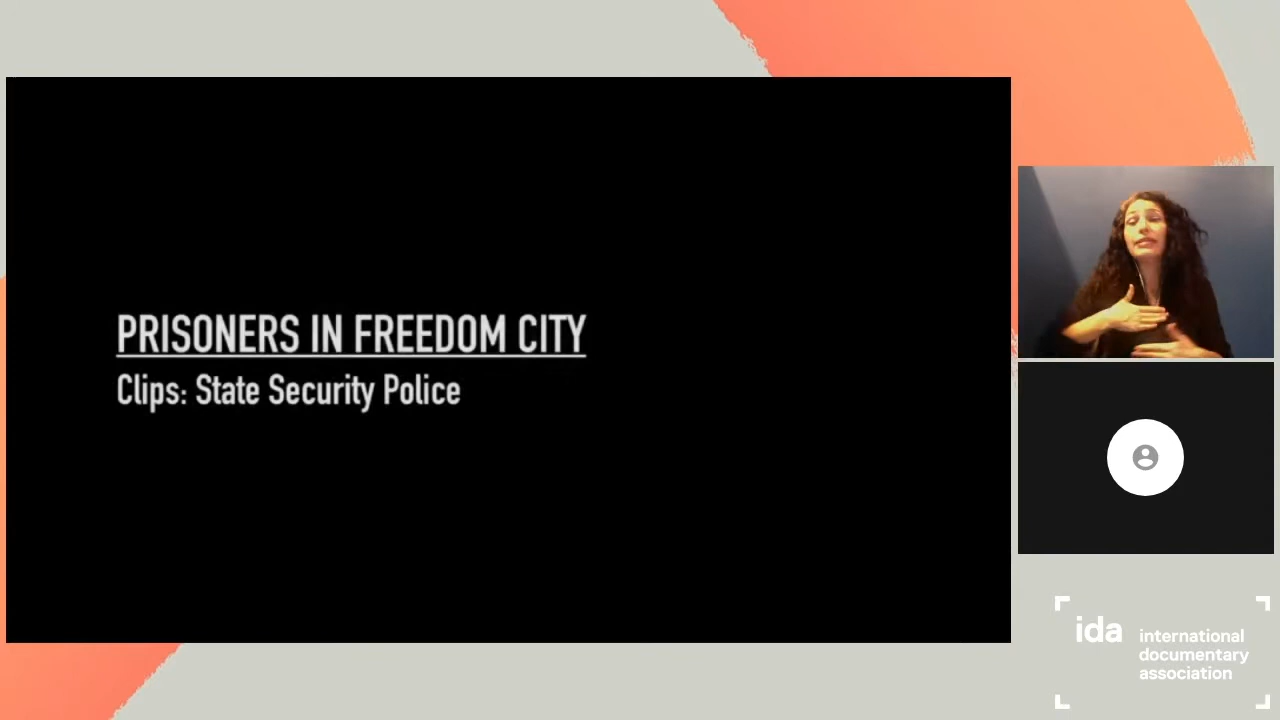 PRISONERS IN FREEDOM CITY
Clips: State Security Police
ida
international
documentary
association